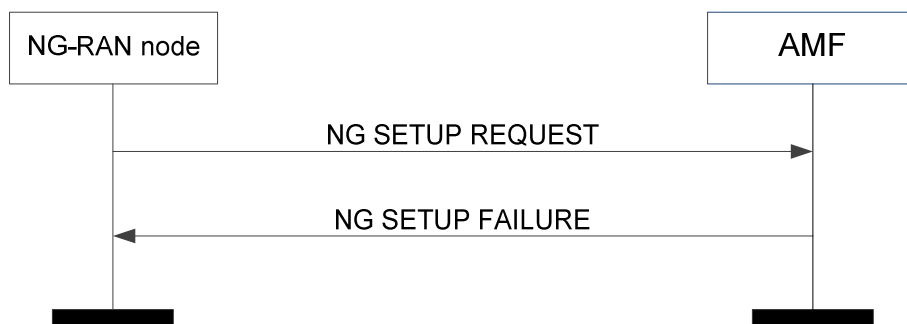 NG-RAN node
AMF
NG SETUP REQUEST
NG SETUP FAILURE